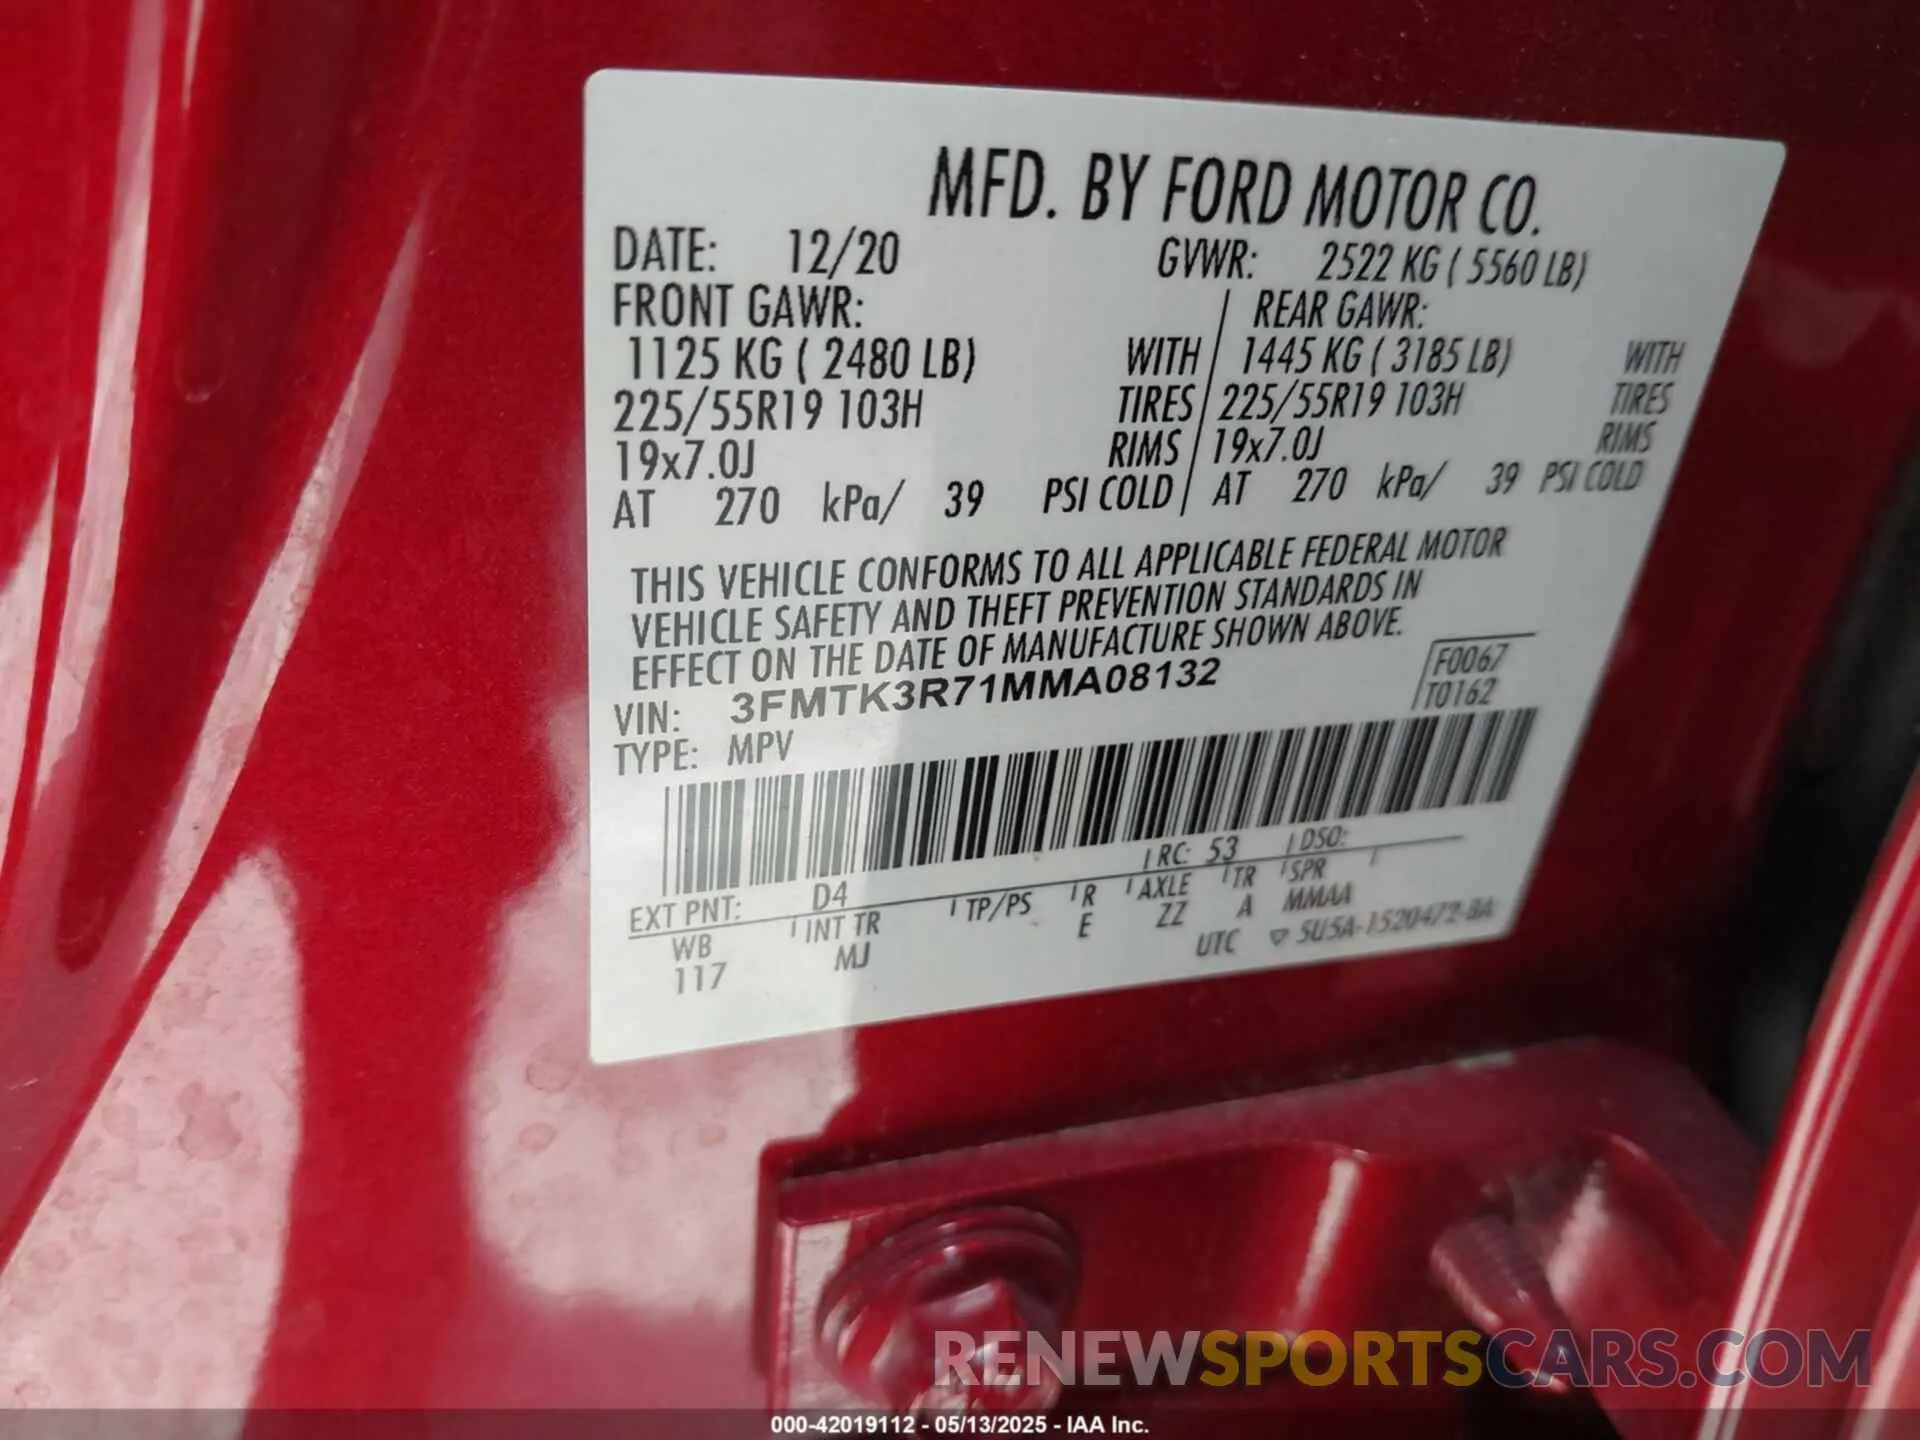 MFD. BY FORD MOTOR CO.
DATE: 12/20 GVWR: 2522 KG ( 5560 LB)
FRONT GAWR: REAR GAWR:
1125 KG ( 2480 LB) WITH 1445 KG ( 3185 LB) WITH
225/55R19 103H TIRES 225/55R19 103H TIRES
19x7.0J RIMS 19x7.0J RIMS
AT 270 kPa/ 39 PSI COLD AT 270 kPa/ 39 PSI COLD
THIS VEHICLE CONFORMS TO ALL APPLICABLE FEDERAL MOTOR
VEHICLE SAFETY AND THEFT PREVENTION STANDARDS IN
EFFECT ON THE DATE OF MANUFACTURE SHOWN ABOVE.
VIN: 3FMTK3R71MMA08132 F0067
TYPE: MPV T0162
EXT PNT: D4 RC: 53 DSO:
WB INT TR TP/PS R AXLE TR SPR
117 MJ E ZZ A MMAA
UTC 5U5A-1520472-BA
RENEWSPORTSCARS.COM
000-42019112 - 05/13/2025 - IAA Inc.